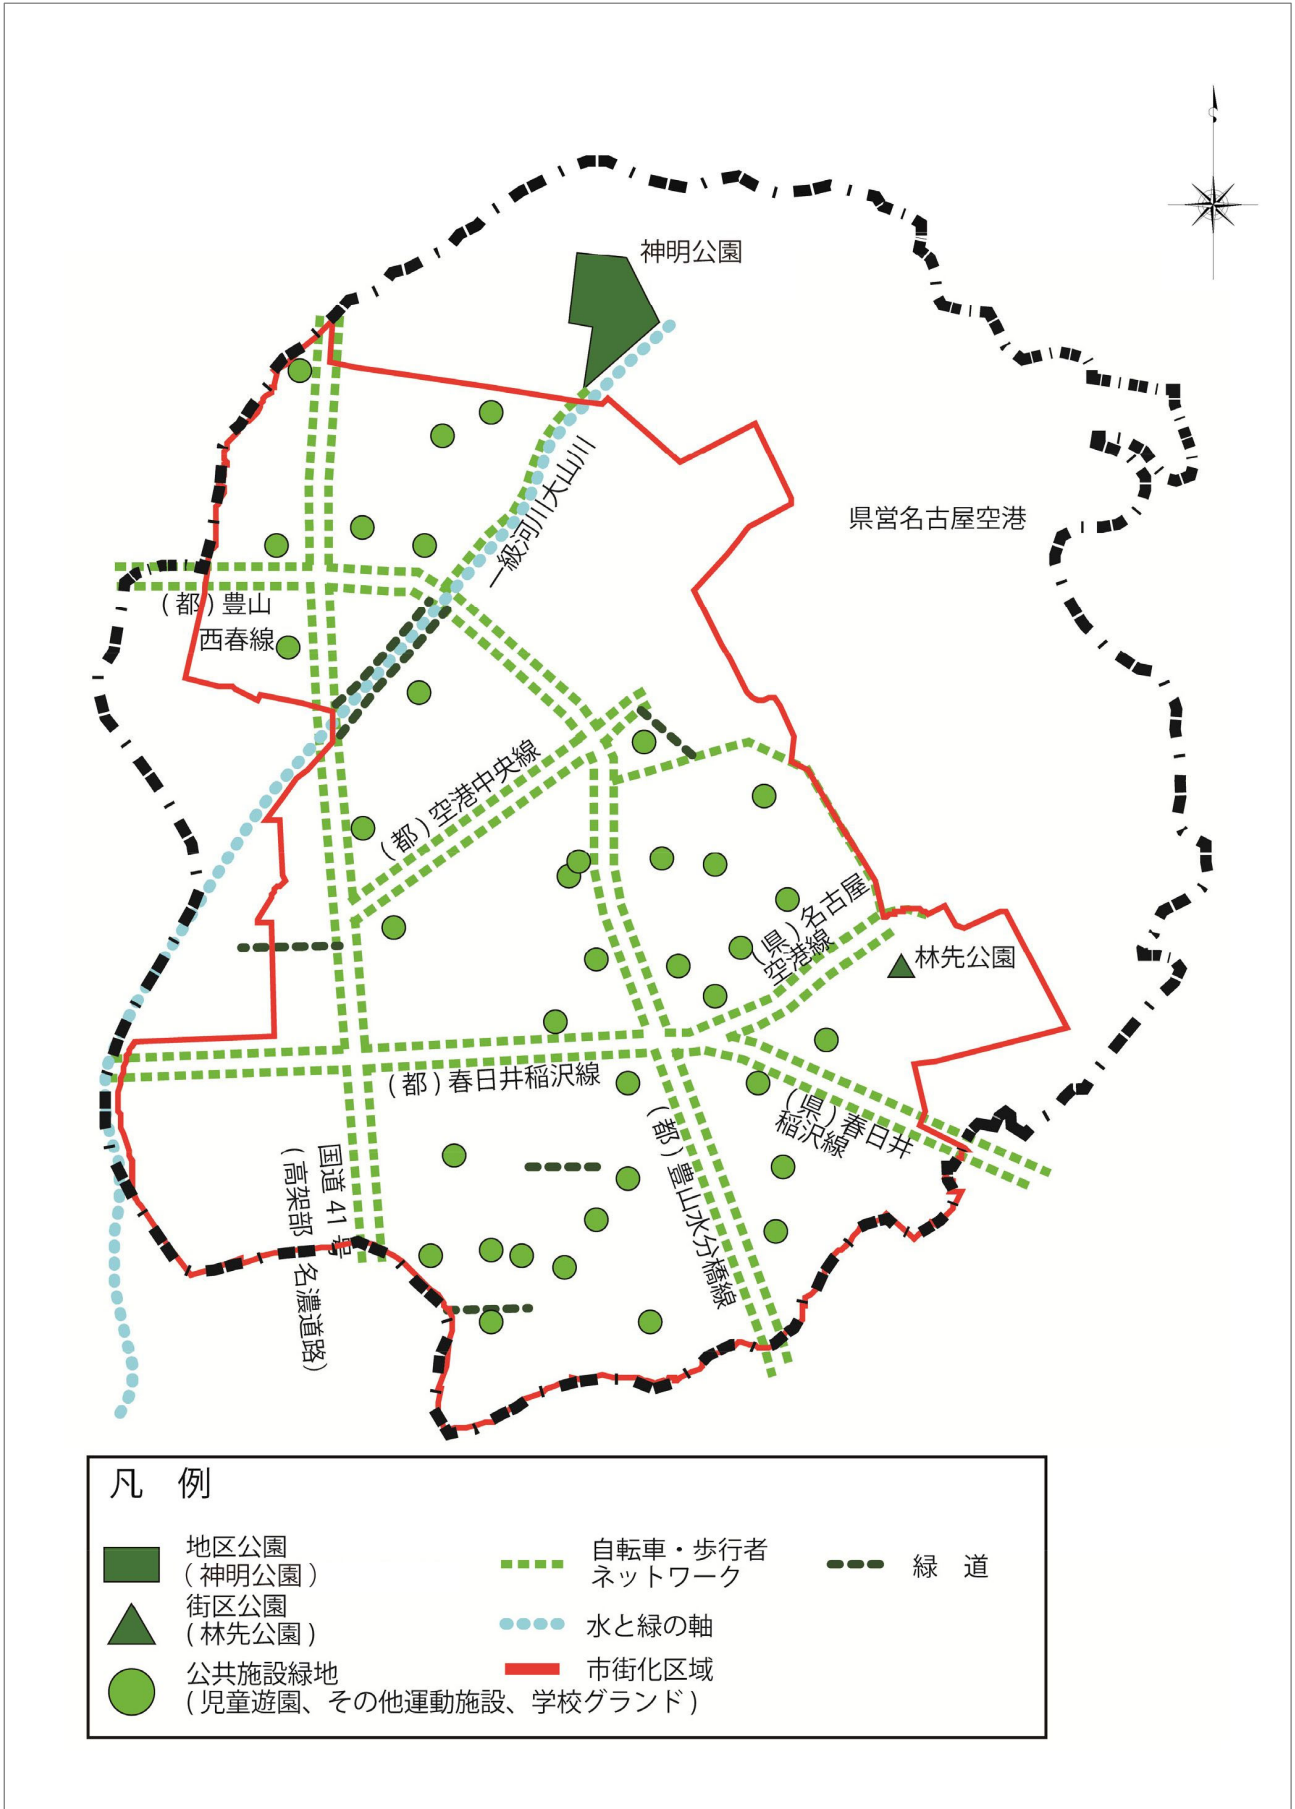 神明公園
一級河川大山川
県営名古屋空港
(都)豊山
西春線
(都)空港中央線
(県)名古屋
空港線
林先公園
(都)春日井稲沢線
(県)春日井
稲沢線
(都)豊山水分橋線
国道41号
(高架部 名濃道路)
凡 例
地区公園
(神明公園)
街区公園
(林先公園)
公共施設緑地
(児童遊園、その他運動施設、学校グランド)
自転車・歩行者
ネットワーク
水と緑の軸
市街化区域
緑 道